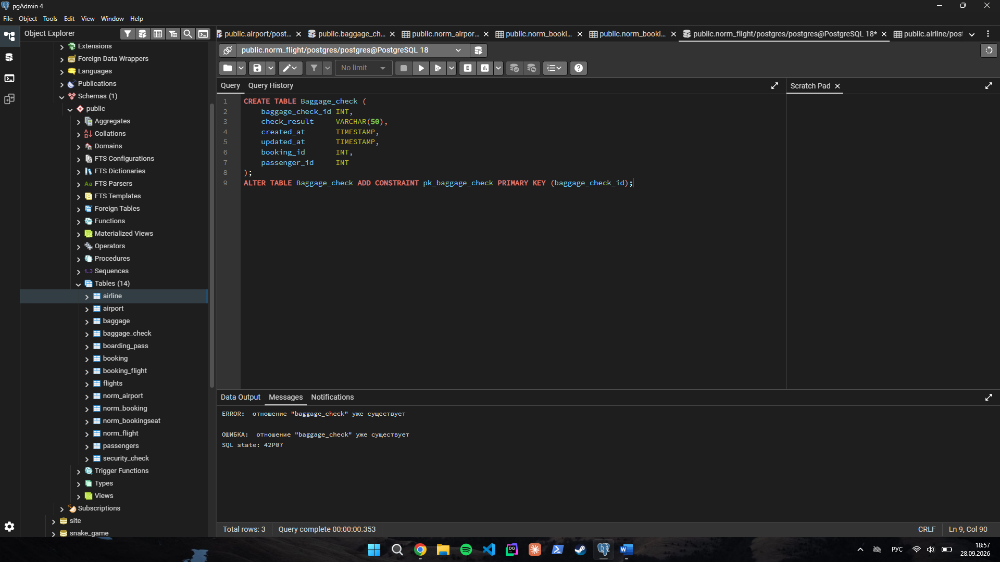 pgAdmin 4
File Object Tools Edit View Window Help
Object Explorer
public.airport/post...
public.baggage_ch...
public.norm_airpor...
public.norm_booki...
public.norm_booki...
public.norm_flight/postgres/postgres@PostgreSQL 18*
public.airline/post
public.norm_flight/postgres/postgres@PostgreSQL 18
No limit
E
Query Query History
Scratch Pad
1 CREATE TABLE Baggage_check (
2 baggage_check_id INT,
3 check_result VARCHAR(50),
4 created_at TIMESTAMP,
5 updated_at TIMESTAMP,
6 booking_id INT,
7 passenger_id INT
8 );
9 ALTER TABLE Baggage_check ADD CONSTRAINT pk_baggage_check PRIMARY KEY (baggage_check_id);
Extensions
Foreign Data Wrappers
Languages
Publications
Schemas (1)
public
Aggregates
Collations
Domains
FTS Configurations
FTS Dictionaries
FTS Parsers
FTS Templates
Foreign Tables
Functions
Materialized Views
Operators
Procedures
1..3 Sequences
Tables (14)
airline
airport
baggage
baggage_check
boarding_pass
booking
booking_flight
flights
norm_airport
norm_booking
norm_bookingseat
norm_flight
passengers
security_check
Trigger Functions
Types
Views
Subscriptions
site
snake_game
Data Output Messages Notifications
ERROR: отношение "baggage_check" уже существует
ОШИБКА: отношение "baggage_check" уже существует
SQL state: 42P07
Total rows: 3
Query complete 00:00:00.353
CRLF
Ln 9, Col 90
РУС
18:57
28.09.2026